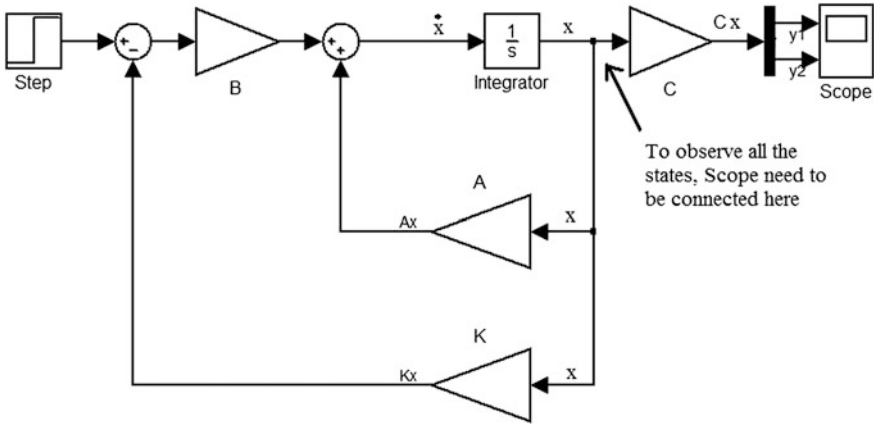 ẋ
1
s
x
C x
y1
y2
+
−
+
+
Step
B
Integrator
C
Scope
To observe all the
states, Scope need to
be connected here
A
Ax
x
K
Kx
x